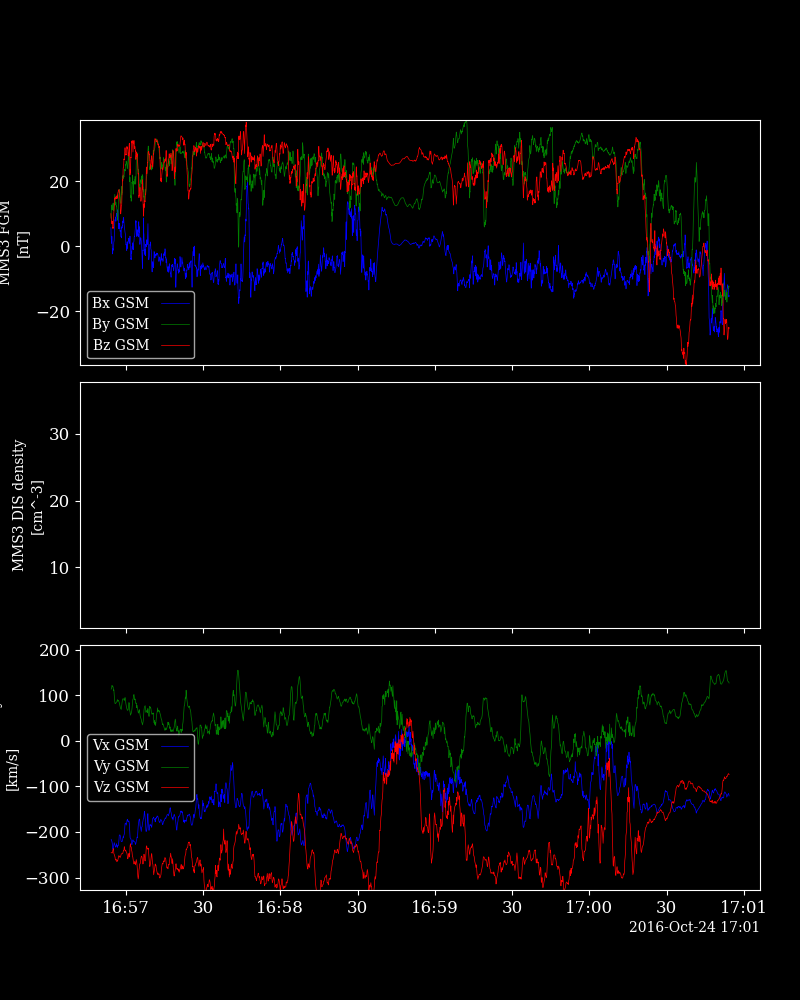 20
0
−20
MMS3 FGM
[nT]
Bx GSM
By GSM
Bz GSM
30
20
10
MMS3 DIS density
[cm^-3]
200
100
0
−100
−200
−300
[km/s]
Vx GSM
Vy GSM
Vz GSM
16:57 30 16:58 30 16:59 30 17:00 30 17:01
2016-Oct-24 17:01